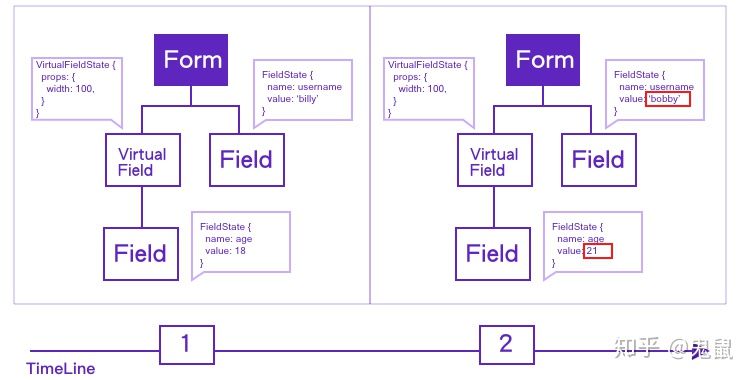 Form
VirtualFieldState {
props: {
width: 100,
}
}
FieldState {
name: username
value: ‘billy’
}
Virtual
Field
Field
Field
FieldState {
name: age
value: 18
}
Form
VirtualFieldState {
props: {
width: 100,
}
}
FieldState {
name: username
value: ‘bobby’
}
Virtual
Field
Field
Field
FieldState {
name: age
value: 21
}
1
2
TimeLine
知乎 @鬼鼠